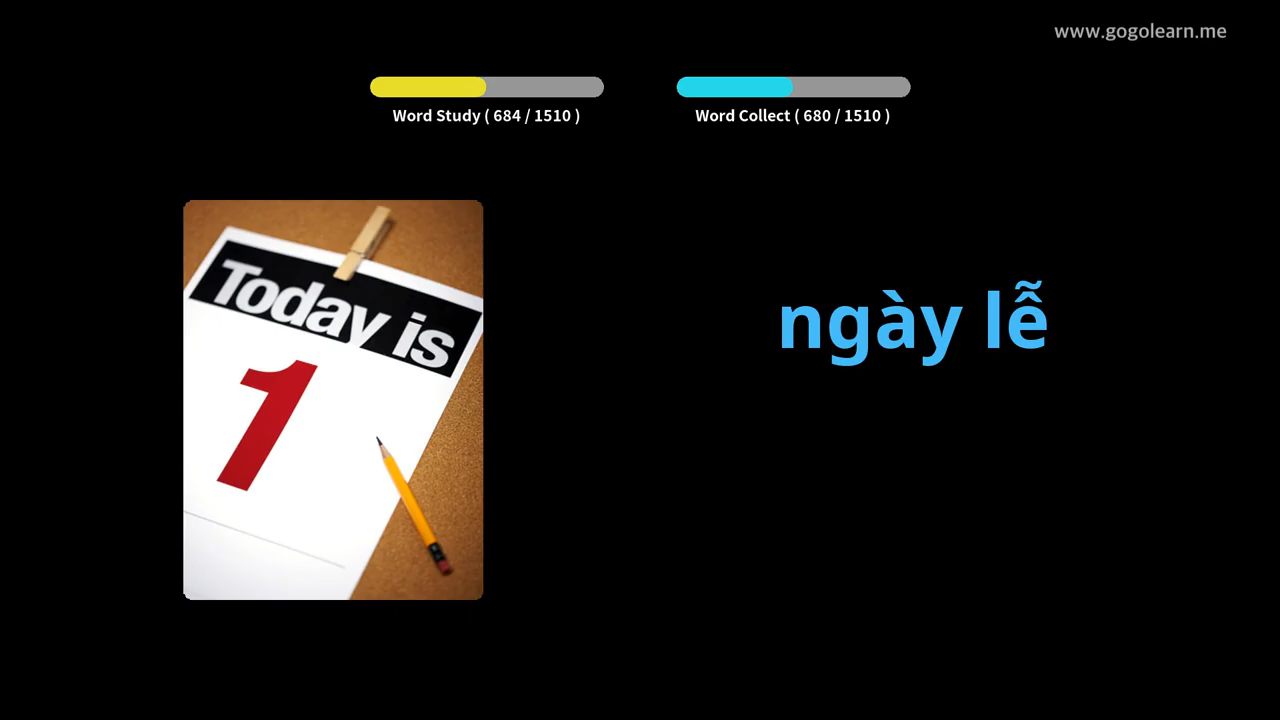 www.gogolearn.me
Word Study ( 684 / 1510 )
Word Collect ( 680 / 1510 )
Today is
1
ngày lễ